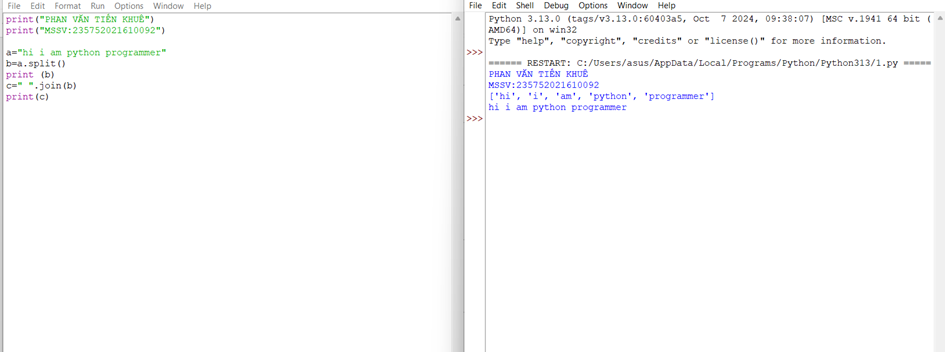 File Edit Format Run Options Window Help
print("PHAN VĂN TIẾN KHUÊ")
print("MSSV:235752021610092")
a="hi i am python programmer"
b=a.split()
print (b)
c=" ".join(b)
print(c)
File Edit Shell Debug Options Window Help
Python 3.13.0 (tags/v3.13.0:60403a5, Oct  7 2024, 09:38:07) [MSC v.1941 64 bit (
AMD64)] on win32
Type "help", "copyright", "credits" or "license()" for more information.
>>>
====== RESTART: C:/Users/asus/AppData/Local/Programs/Python/Python313/1.py =====
PHAN VĂN TIẾN KHUÊ
MSSV:235752021610092
['hi', 'i', 'am', 'python', 'programmer']
hi i am python programmer
>>>